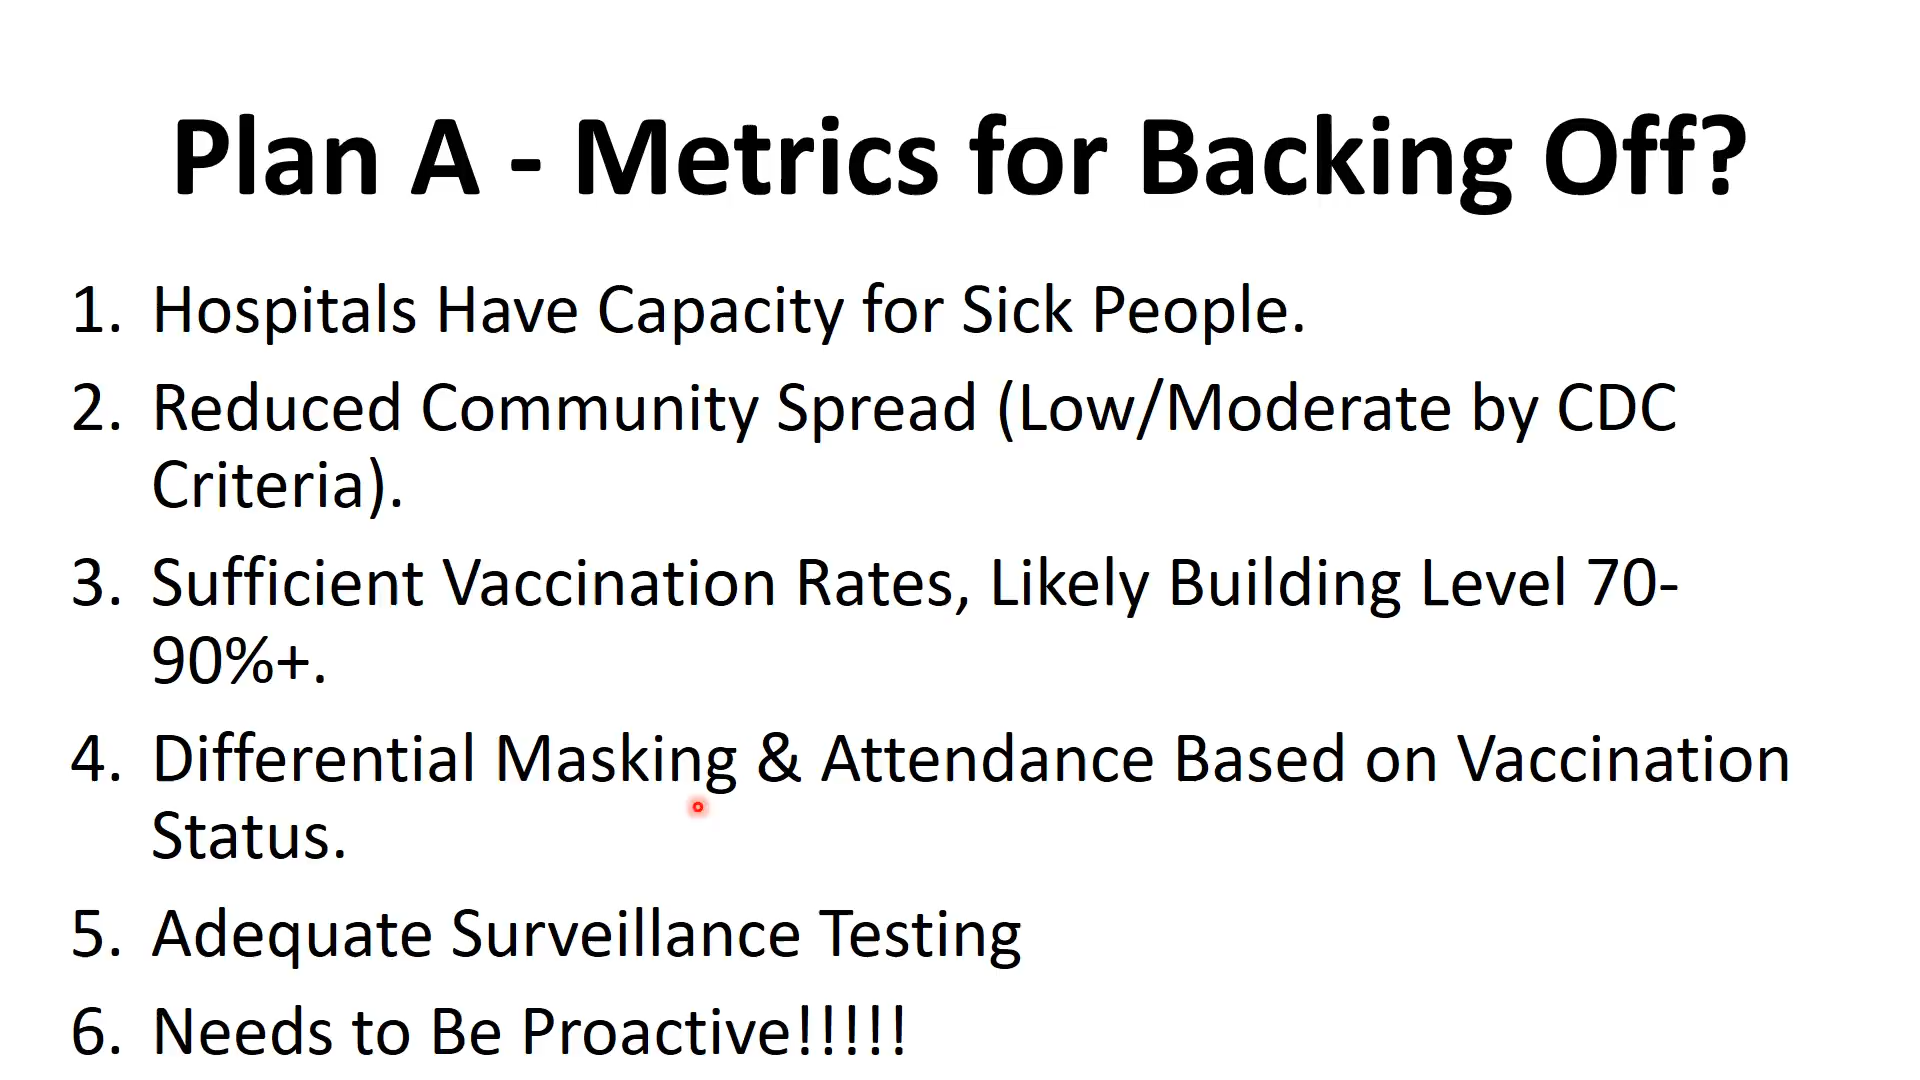 Plan A - Metrics for Backing Off?
1. Hospitals Have Capacity for Sick People.
2. Reduced Community Spread (Low/Moderate by CDC
Criteria).
3. Sufficient Vaccination Rates, Likely Building Level 70-
90%+.
4. Differential Masking & Attendance Based on Vaccination
Status.
5. Adequate Surveillance Testing
6. Needs to Be Proactive!!!!!